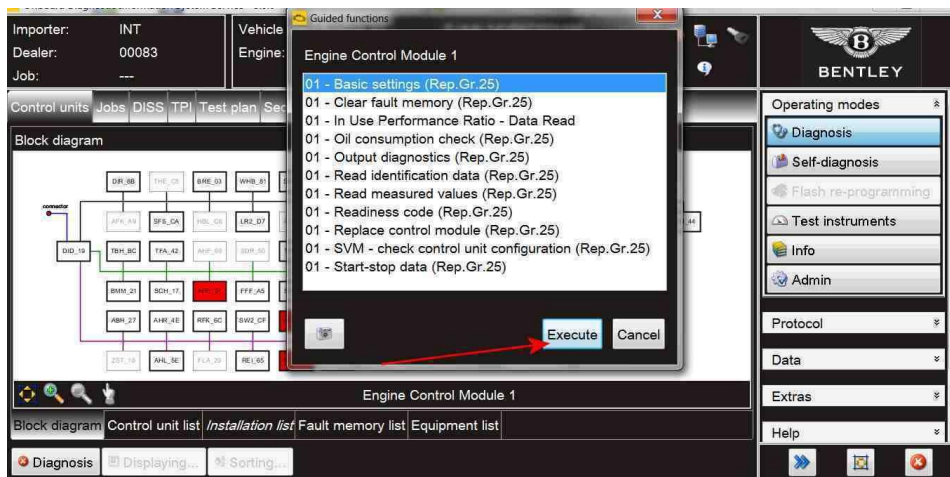 Importer: INT
Dealer: 00083
Job: ---
Vehicle
Engine:
Guided functions
Engine Control Module 1
01 - Basic settings (Rep.Gr.25)
01 - Clear fault memory (Rep.Gr.25)
01 - In Use Performance Ratio - Data Read
01 - Oil consumption check (Rep.Gr.25)
01 - Output diagnostics (Rep.Gr.25)
01 - Read identification data (Rep.Gr.25)
01 - Read measured values (Rep.Gr.25)
01 - Readiness code (Rep.Gr.25)
01 - Replace control module (Rep.Gr.25)
01 - SVM - check control unit configuration (Rep.Gr.25)
01 - Start-stop data (Rep.Gr.25)
Execute Cancel
B
BENTLEY
Control units Jobs DISS TPI Test plan
Block diagram
DIR_8B BRE_03 WHB_81
connector
SFS_CA LR2_D7
DID_19 TBH_BC TFA_42
BMM_21 SCH_17 FFF_A5
ABH_27 AHR_4E RFK_6C SW2_CF
AHL_5E REI_65
Engine Control Module 1
Block diagram Control unit list Installation list Fault memory list Equipment list
Diagnosis Displaying... Sorting...
Operating modes
Diagnosis
Self-diagnosis
Flash re-programming
Test instruments
Info
Admin
Protocol
Data
Extras
Help